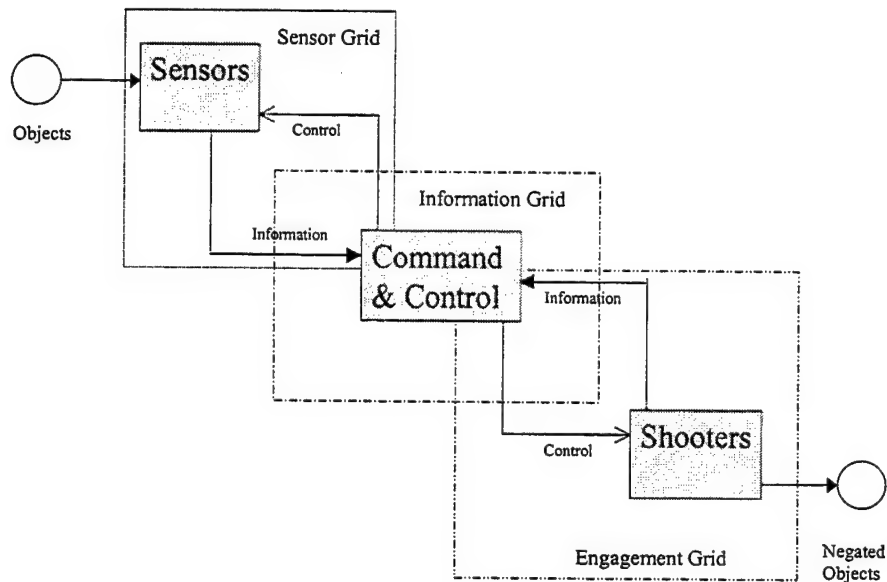 Sensor Grid
Sensors
Objects
Control
Information Grid
Information
Command
& Control
Information
Shooters
Control
Engagement Grid
Negated
Objects